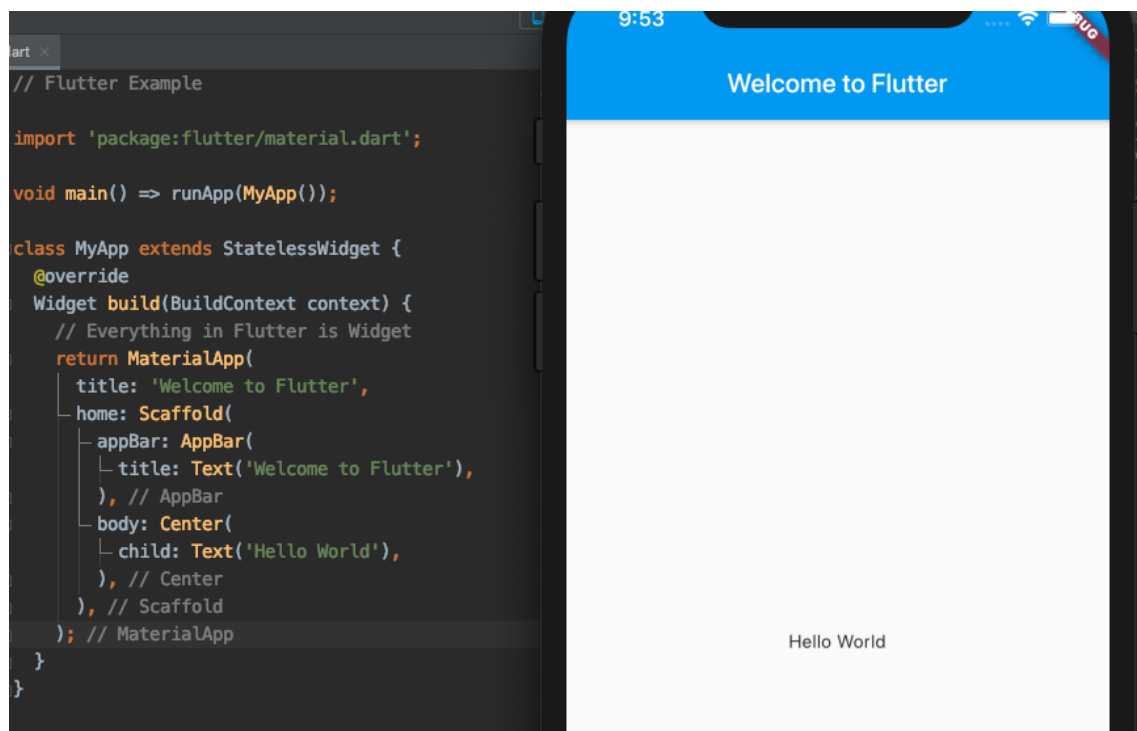 lart
// Flutter Example
import 'package:flutter/material.dart';
void main() => runApp(MyApp());
class MyApp extends StatelessWidget {
@override
Widget build(BuildContext context) {
// Everything in Flutter is Widget
return MaterialApp(
title: 'Welcome to Flutter',
home: Scaffold(
appBar: AppBar(
title: Text('Welcome to Flutter'),
), // AppBar
body: Center(
child: Text('Hello World'),
), // Center
), // Scaffold
); // MaterialApp
}
}
9:53
Welcome to Flutter
Hello World